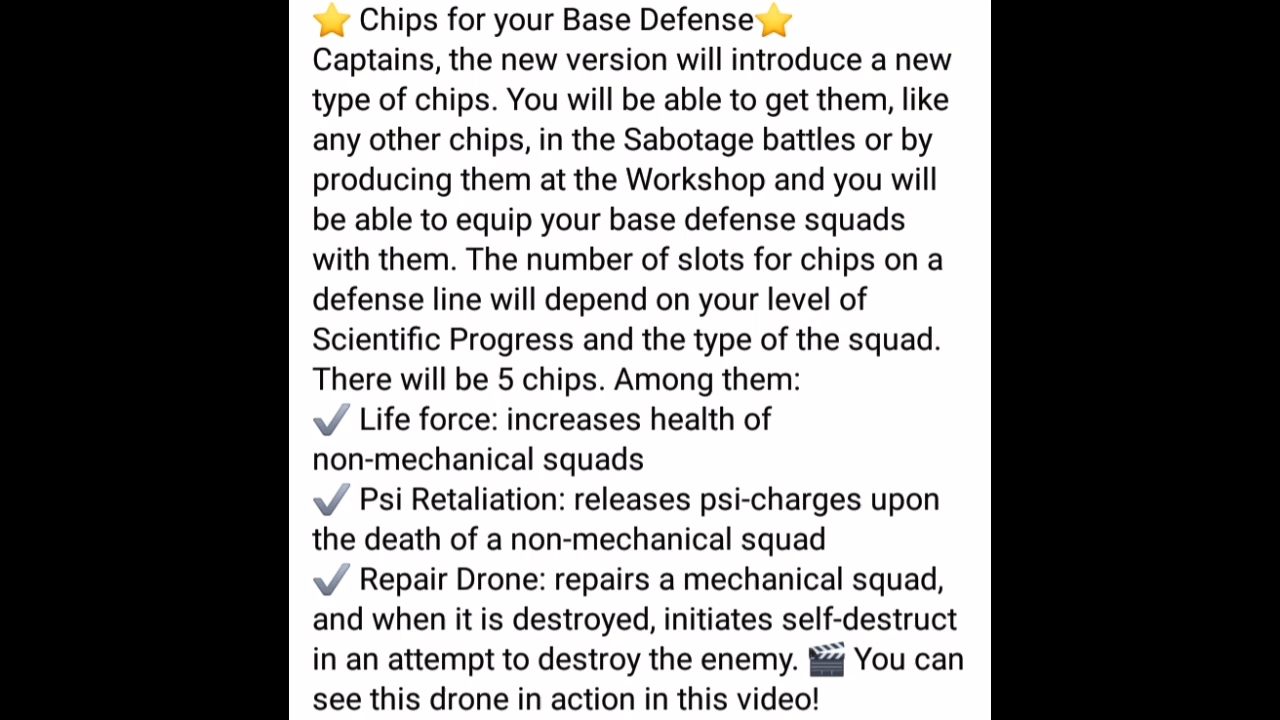 ⭐ Chips for your Base Defense⭐
Captains, the new version will introduce a new
type of chips. You will be able to get them, like
any other chips, in the Sabotage battles or by
producing them at the Workshop and you will
be able to equip your base defense squads
with them. The number of slots for chips on a
defense line will depend on your level of
Scientific Progress and the type of the squad.
There will be 5 chips. Among them:
✔ Life force: increases health of
non-mechanical squads
✔ Psi Retaliation: releases psi-charges upon
the death of a non-mechanical squad
✔ Repair Drone: repairs a mechanical squad,
and when it is destroyed, initiates self-destruct
in an attempt to destroy the enemy. 🎬 You can
see this drone in action in this video!